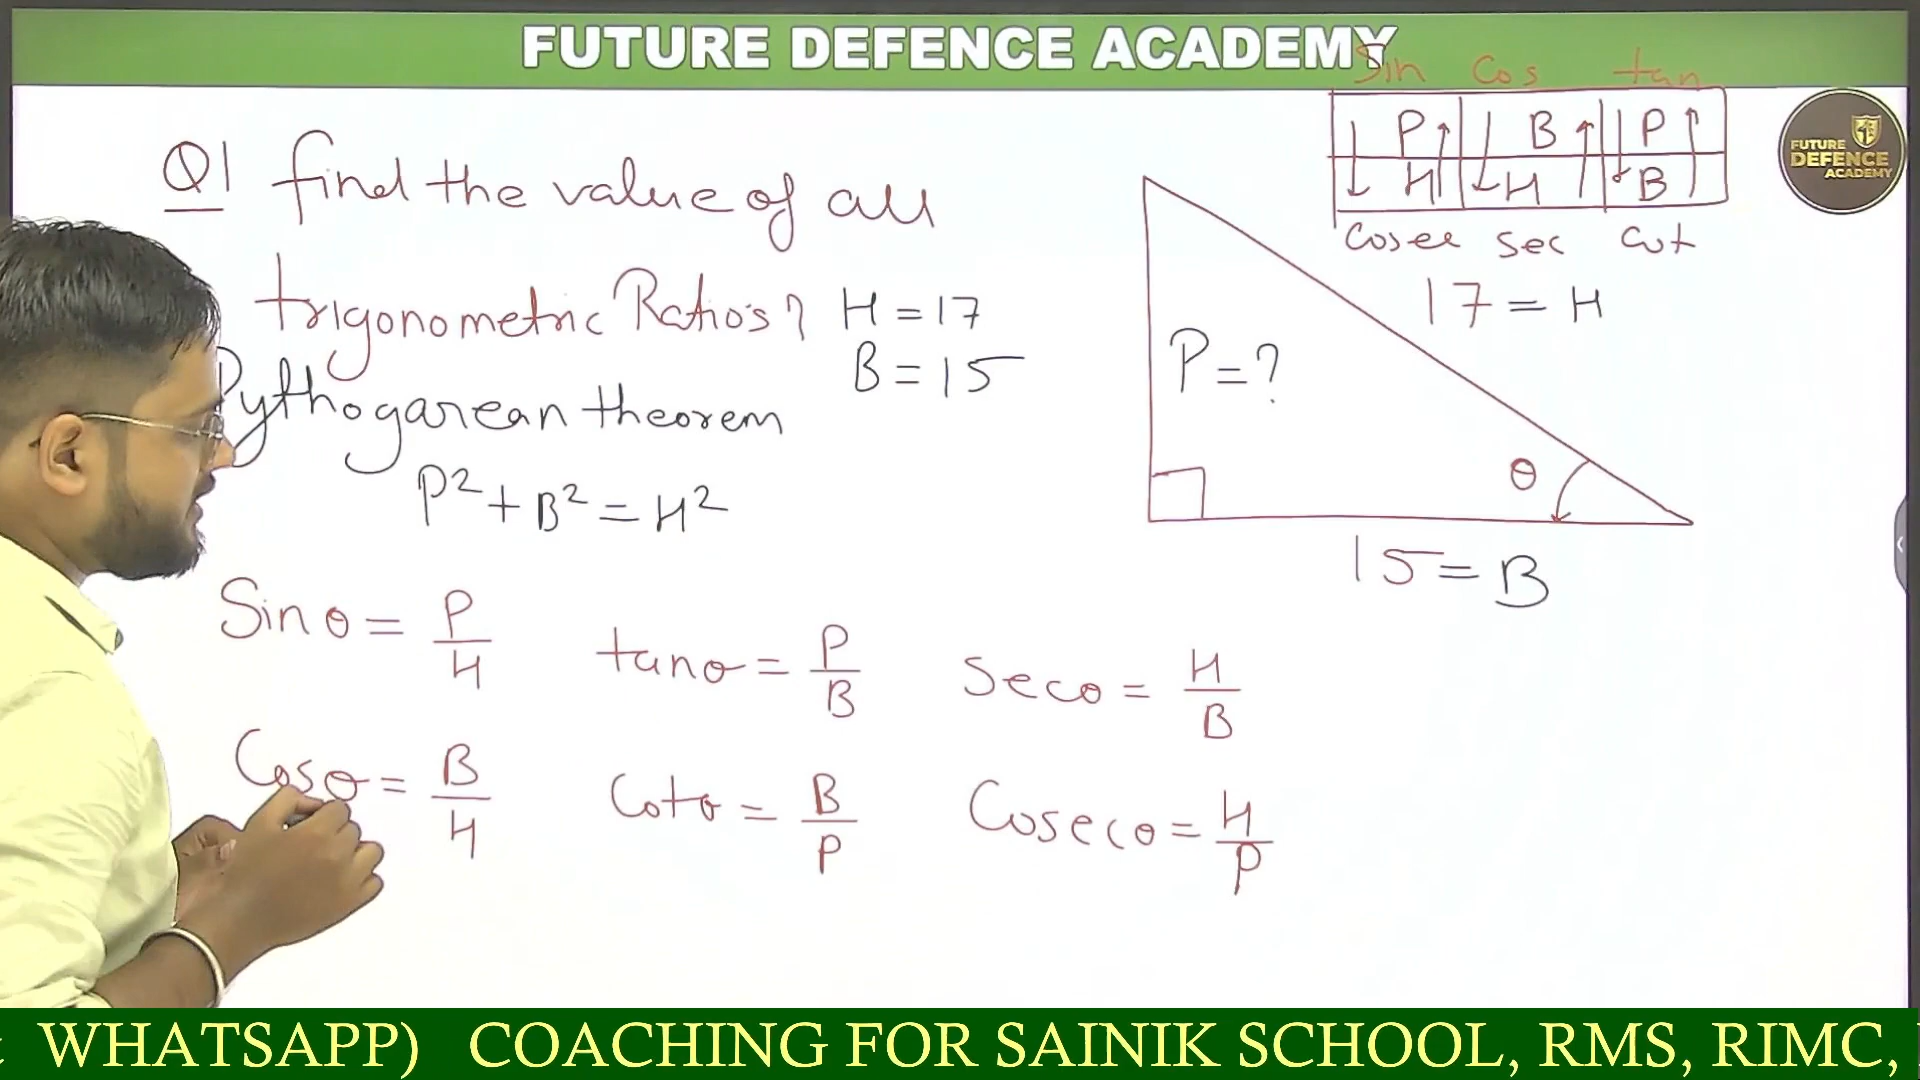 FUTURE DEFENCE ACADEMY
Sin Cos tan
P B P
H H B
Cosec Sec Cot
FUTURE
DEFENCE
ACADEMY
Q1 find the value of all
trigonometric Ratio's ?
H = 17
B = 15
17 = H
P = ?
θ
15 = B
Pythogarean theorem
P² + B² = H²
Sinθ = P/H
tanθ = P/B
Secθ = H/B
Cosθ = B/H
Cotθ = B/P
Cosecθ = H/P
WHATSAPP) COACHING FOR SAINIK SCHOOL, RMS, RIMC,